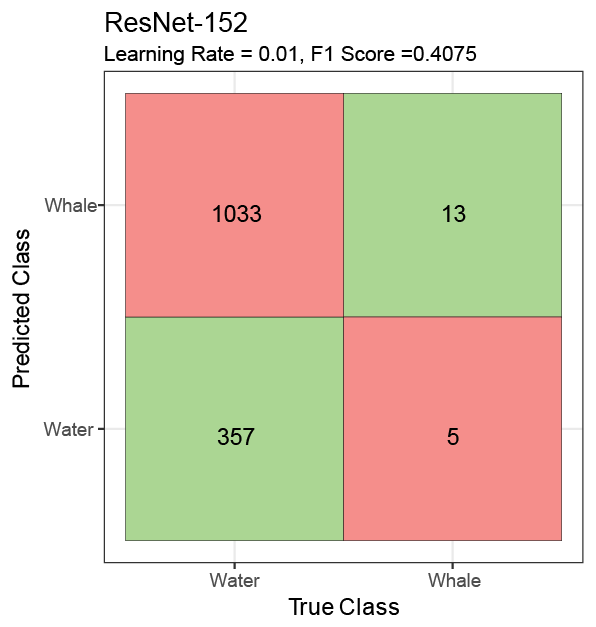 ResNet-152
Learning Rate = 0.01, F1 Score =0.4075
Whale
1033
13
Predicted Class
Water
357
5
Water
Whale
True Class